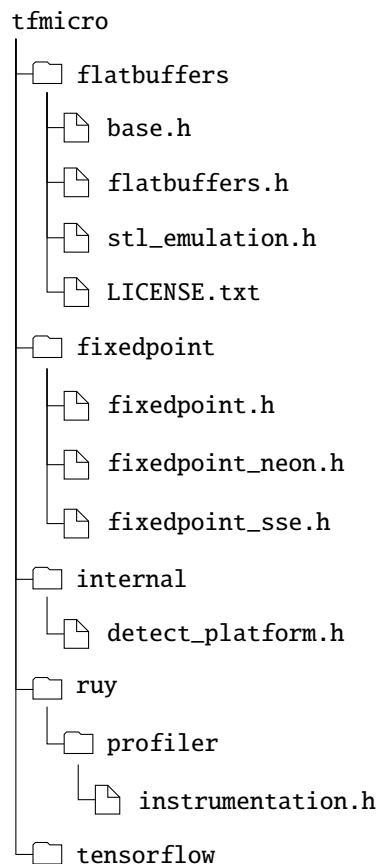 tfmicro
flatbuffers
base.h
flatbuffers.h
stl_emulation.h
LICENSE.txt
fixedpoint
fixedpoint.h
fixedpoint_neon.h
fixedpoint_sse.h
internal
detect_platform.h
ruy
profiler
instrumentation.h
tensorflow